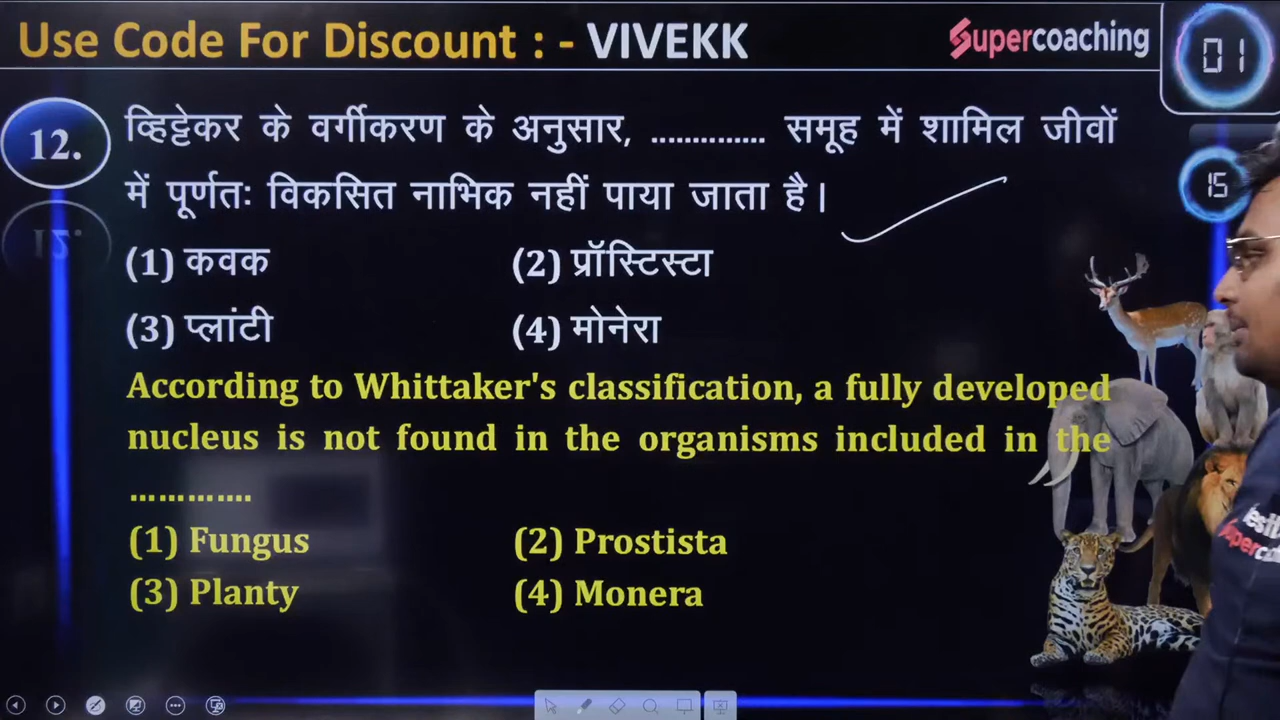 Use Code For Discount : - VIVEKK
Supercoaching
01
12.
व्हिट्टेकर के वर्गीकरण के अनुसार, .............. समूह में शामिल जीवों
में पूर्णतः विकसित नाभिक नहीं पाया जाता है।
15
(1) कवक (2) प्रॉस्टिस्टा
(3) प्लांटी (4) मोनेरा
According to Whittaker's classification, a fully developed
nucleus is not found in the organisms included in the
.............
(1) Fungus (2) Prostista
(3) Planty (4) Monera